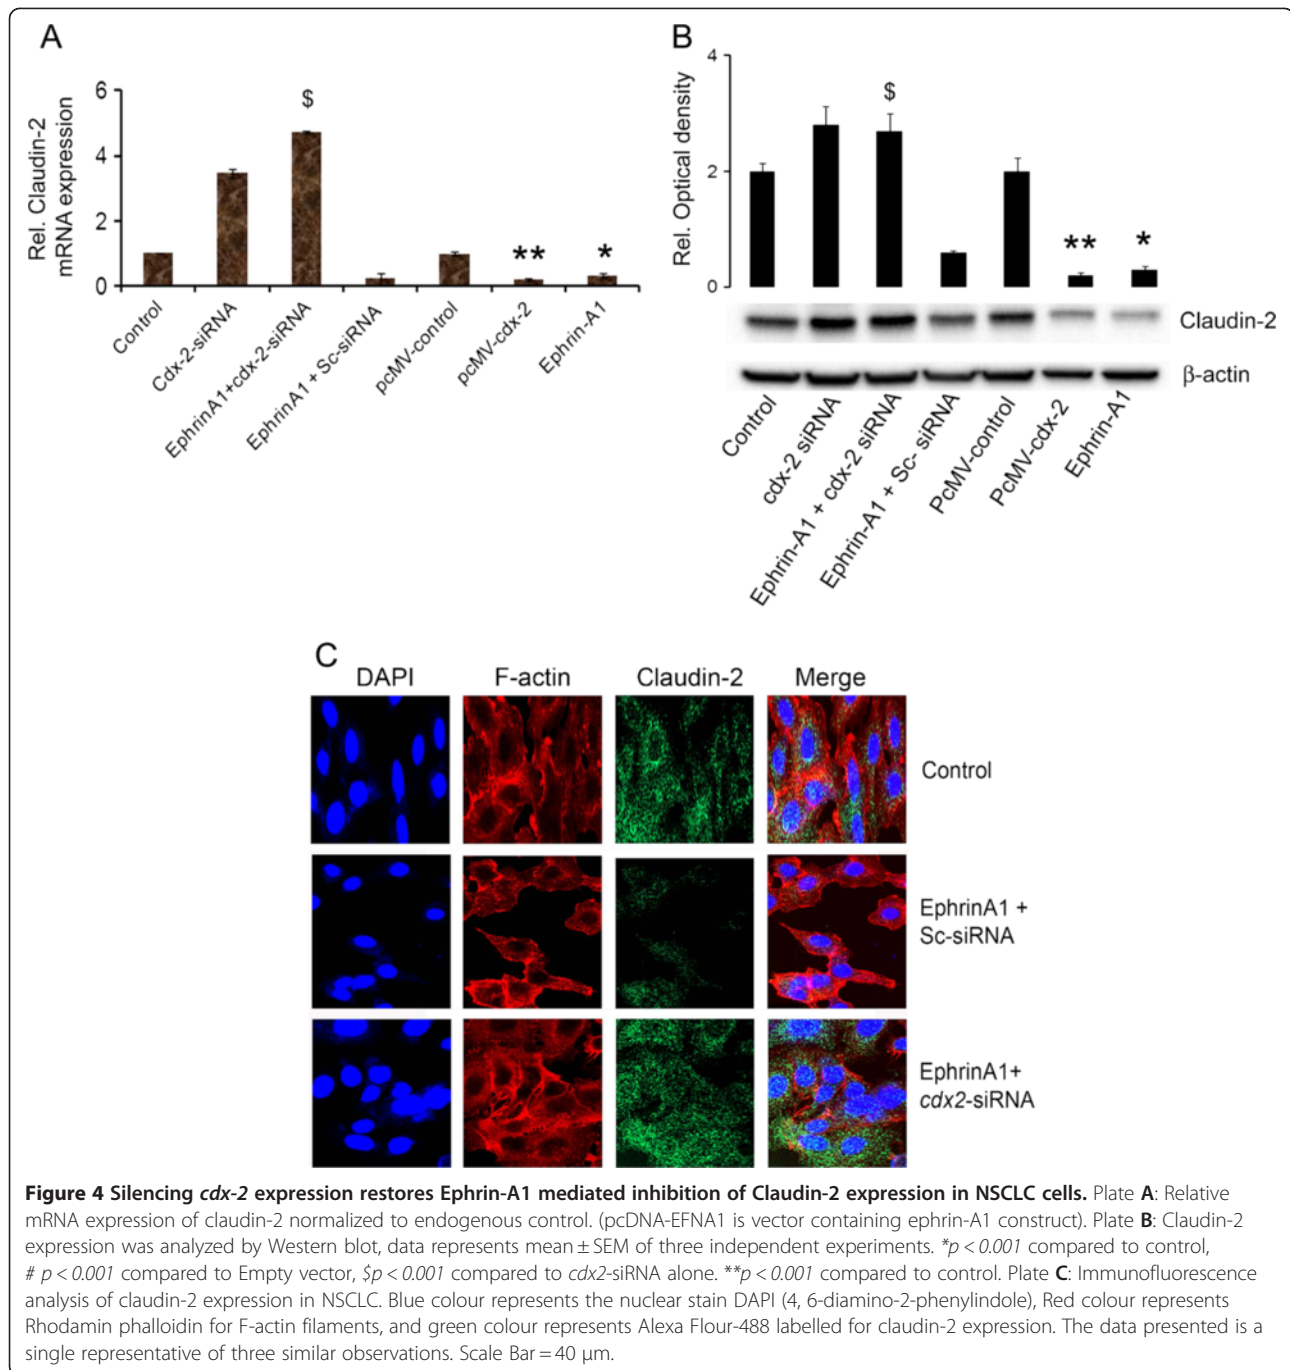 A
Rel. Claudin-2
mRNA expression
6
4
2
0
$
**
*
Control
Cdx-2-siRNA
EphrinA1+cdx-2-siRNA
EphrinA1 + Sc-siRNA
pcMV-control
pcMV-cdx-2
Ephrin-A1
B
Rel. Optical density
4
2
0
$
**
*
Claudin-2
β-actin
Control
cdx-2 siRNA
Ephrin-A1 + cdx-2 siRNA
Ephrin-A1 + Sc- siRNA
PcMV-control
PcMV-cdx-2
Ephrin-A1
C
DAPI F-actin Claudin-2 Merge
Control
EphrinA1 +
Sc-siRNA
EphrinA1+
cdx2-siRNA
Figure 4 Silencing cdx-2 expression restores Ephrin-A1 mediated inhibition of Claudin-2 expression in NSCLC cells. Plate A: Relative
mRNA expression of claudin-2 normalized to endogenous control. (pcDNA-EFNA1 is vector containing ephrin-A1 construct). Plate B: Claudin-2
expression was analyzed by Western blot, data represents mean ± SEM of three independent experiments. *p < 0.001 compared to control,
# p < 0.001 compared to Empty vector, $p < 0.001 compared to cdx2-siRNA alone. **p < 0.001 compared to control. Plate C: Immunofluorescence
analysis of claudin-2 expression in NSCLC. Blue colour represents the nuclear stain DAPI (4, 6-diamino-2-phenylindole), Red colour represents
Rhodamin phalloidin for F-actin filaments, and green colour represents Alexa Flour-488 labelled for claudin-2 expression. The data presented is a
single representative of three similar observations. Scale Bar = 40 μm.